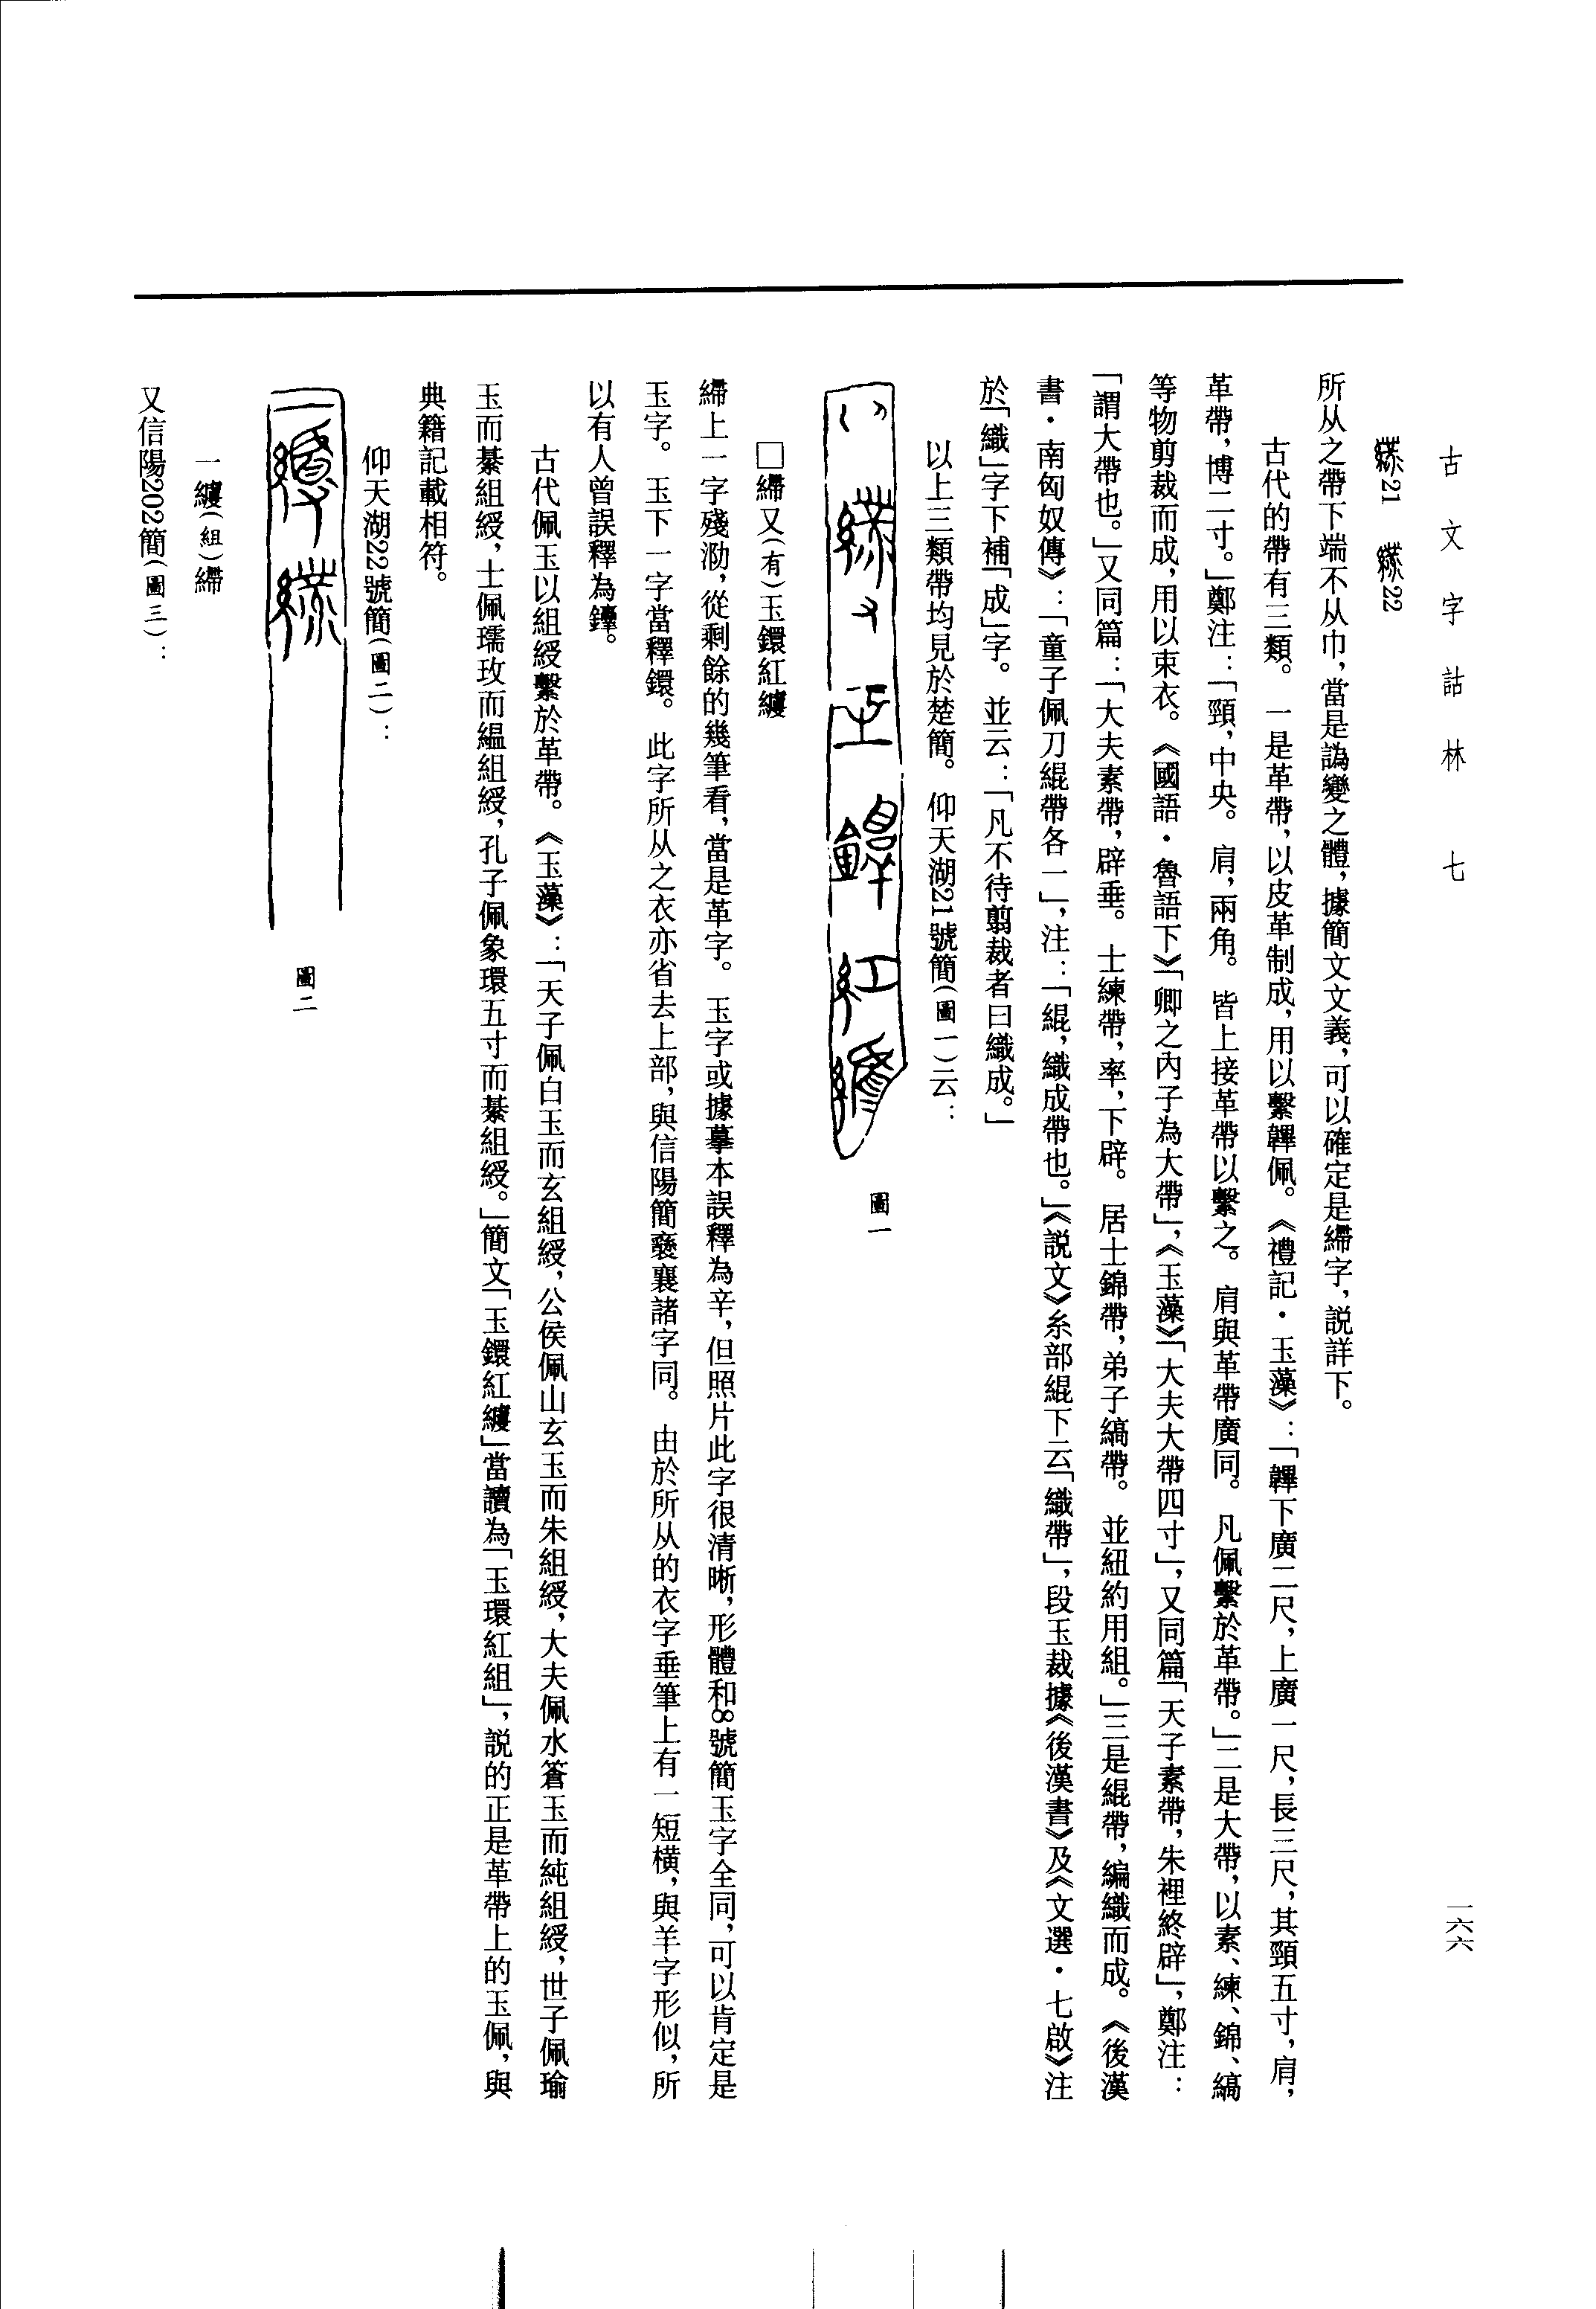 古文字詁林　七
一六六
21　22
所从之帶下端不从巾，當是譌變之體，據簡文文義，可以確定是繻字，説詳下。
古代的帶有三類。一是革帶，以皮革制成，用以繫韠佩。《禮記·玉藻》：「韠下廣二尺，上廣一尺，長三尺，其頸五寸，肩，
革帶，博二寸。」鄭注：「頸，中央。肩，兩角。皆上接革帶以繫之。肩與革帶廣同。凡佩繫於革帶。」二是大帶，以素、練、錦、縞
等物剪裁而成，用以束衣。《國語·魯語下》「卿之內子為大帶」，《玉藻》「大夫大帶四寸」，又同篇「天子素帶，朱裡終辟」，鄭注：
「謂大帶也。」又同篇：「大夫素帶，辟垂。士練帶，率，下辟。居士錦帶，弟子縞帶。並紐約用組。」三是緄帶，編織而成。《後漢
書·南匈奴傳》：「童子佩刀緄帶各一」，注：「緄，織成帶也。」《説文》糸部緄下云「織帶」，段玉裁據《後漢書》及《文選·七啟》注
於「織」字下補「成」字。並云：「凡不待剪裁者曰織成。」
以上三類帶均見於楚簡。仰天湖21號簡（圖一）云：
圖一
□繻又（有）玉鐶紅纕
繻上一字殘泐，從剩餘的幾筆看，當是革字。玉字或據摹本誤釋為辛，但照片此字很清晰，形體和8號簡玉字全同，可以肯定是
玉字。玉下一字當釋鐶。此字所从之衣亦省去上部，與信陽簡褻襄諸字同。由於所从的衣字垂筆上有一短橫，與羊字形似，所
以有人曾誤釋為鐸。
古代佩玉以組綬繫於革帶。《玉藻》：「天子佩白玉而玄組綬，公侯佩山玄玉而朱組綬，大夫佩水蒼玉而純組綬，世子佩瑜
玉而綦組綬，士佩瓀玫而縕組綬，孔子佩象環五寸而綦組綬。」簡文「玉鐶紅纕」當讀為「玉環紅組」，説的正是革帶上的玉佩，與
典籍記載相符。
仰天湖22號簡（圖二）：
圖二
一纕（組）繻
又信陽202簡（圖三）：